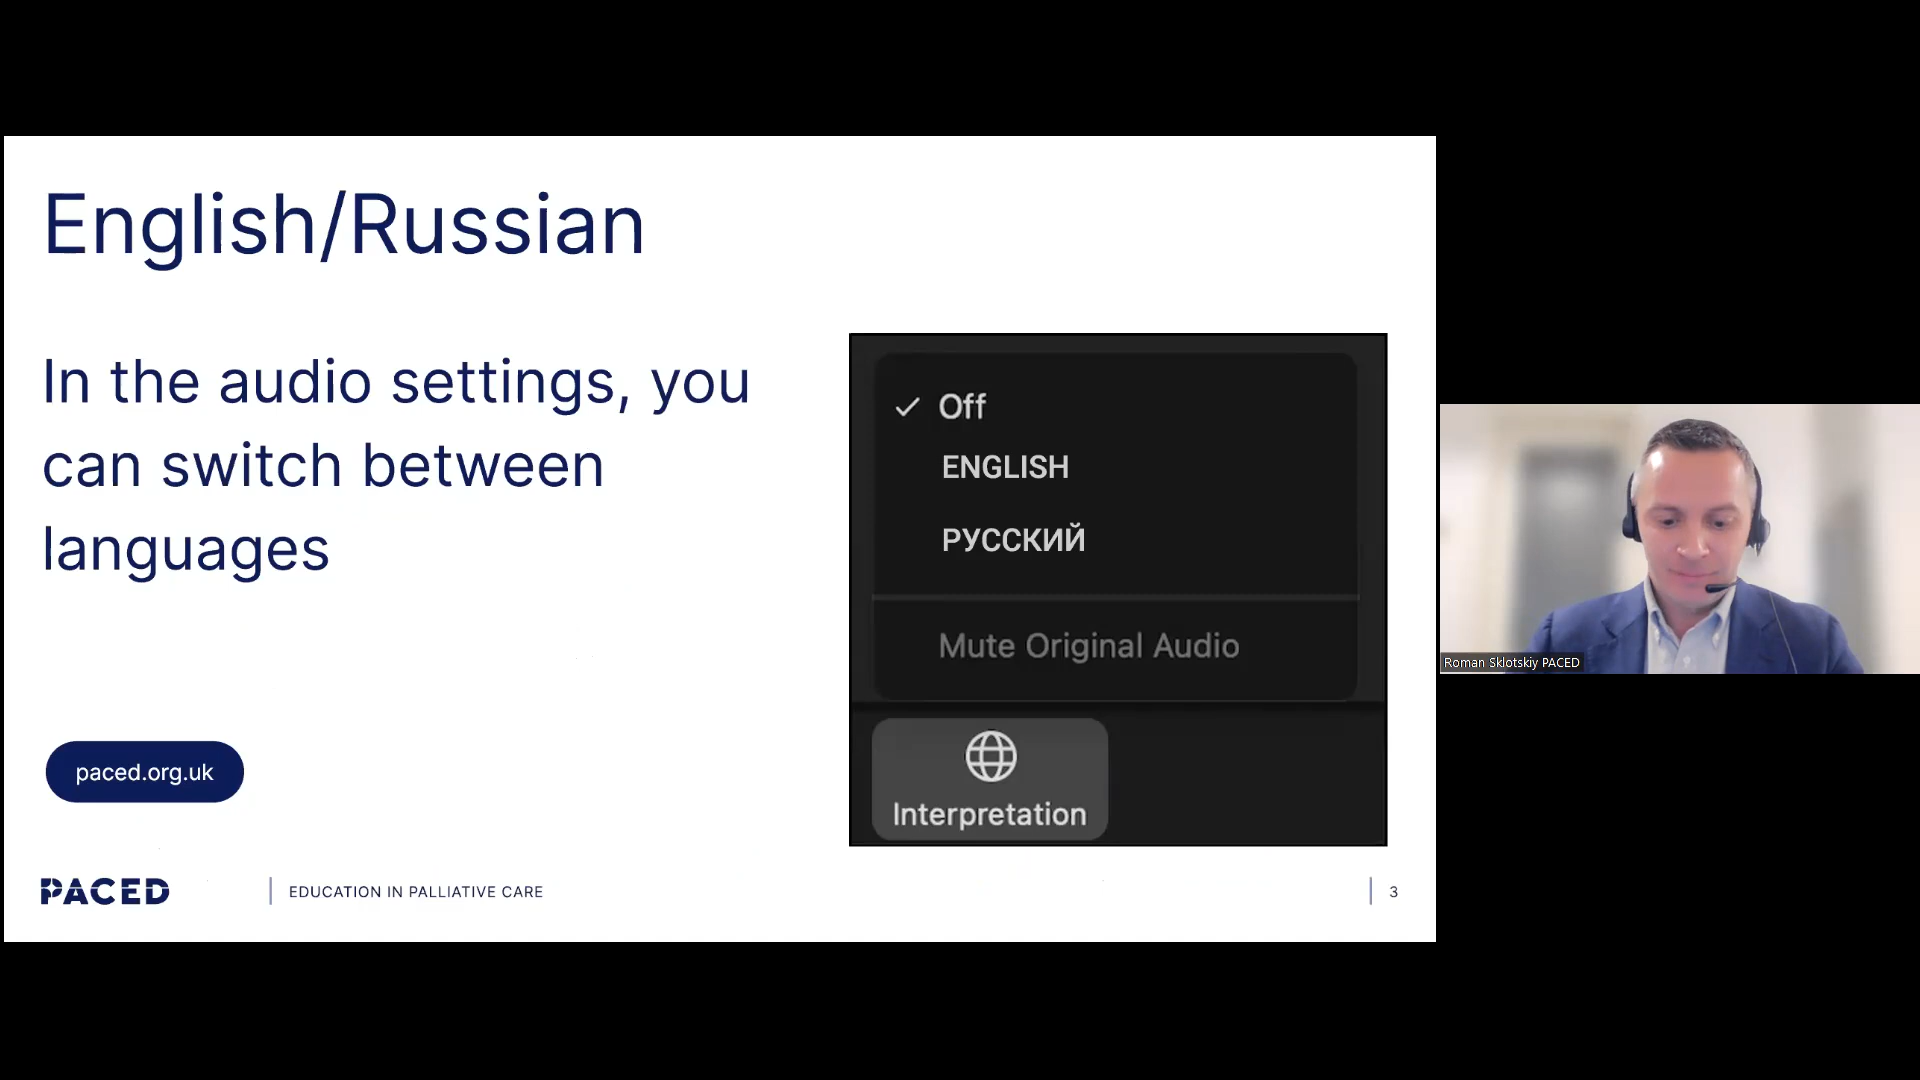 English/Russian
In the audio settings, you
can switch between
languages
Off
ENGLISH
РУССКИЙ
Mute Original Audio
Interpretation
paced.org.uk
PACED
EDUCATION IN PALLIATIVE CARE
3
Roman Sklotskiy PACED